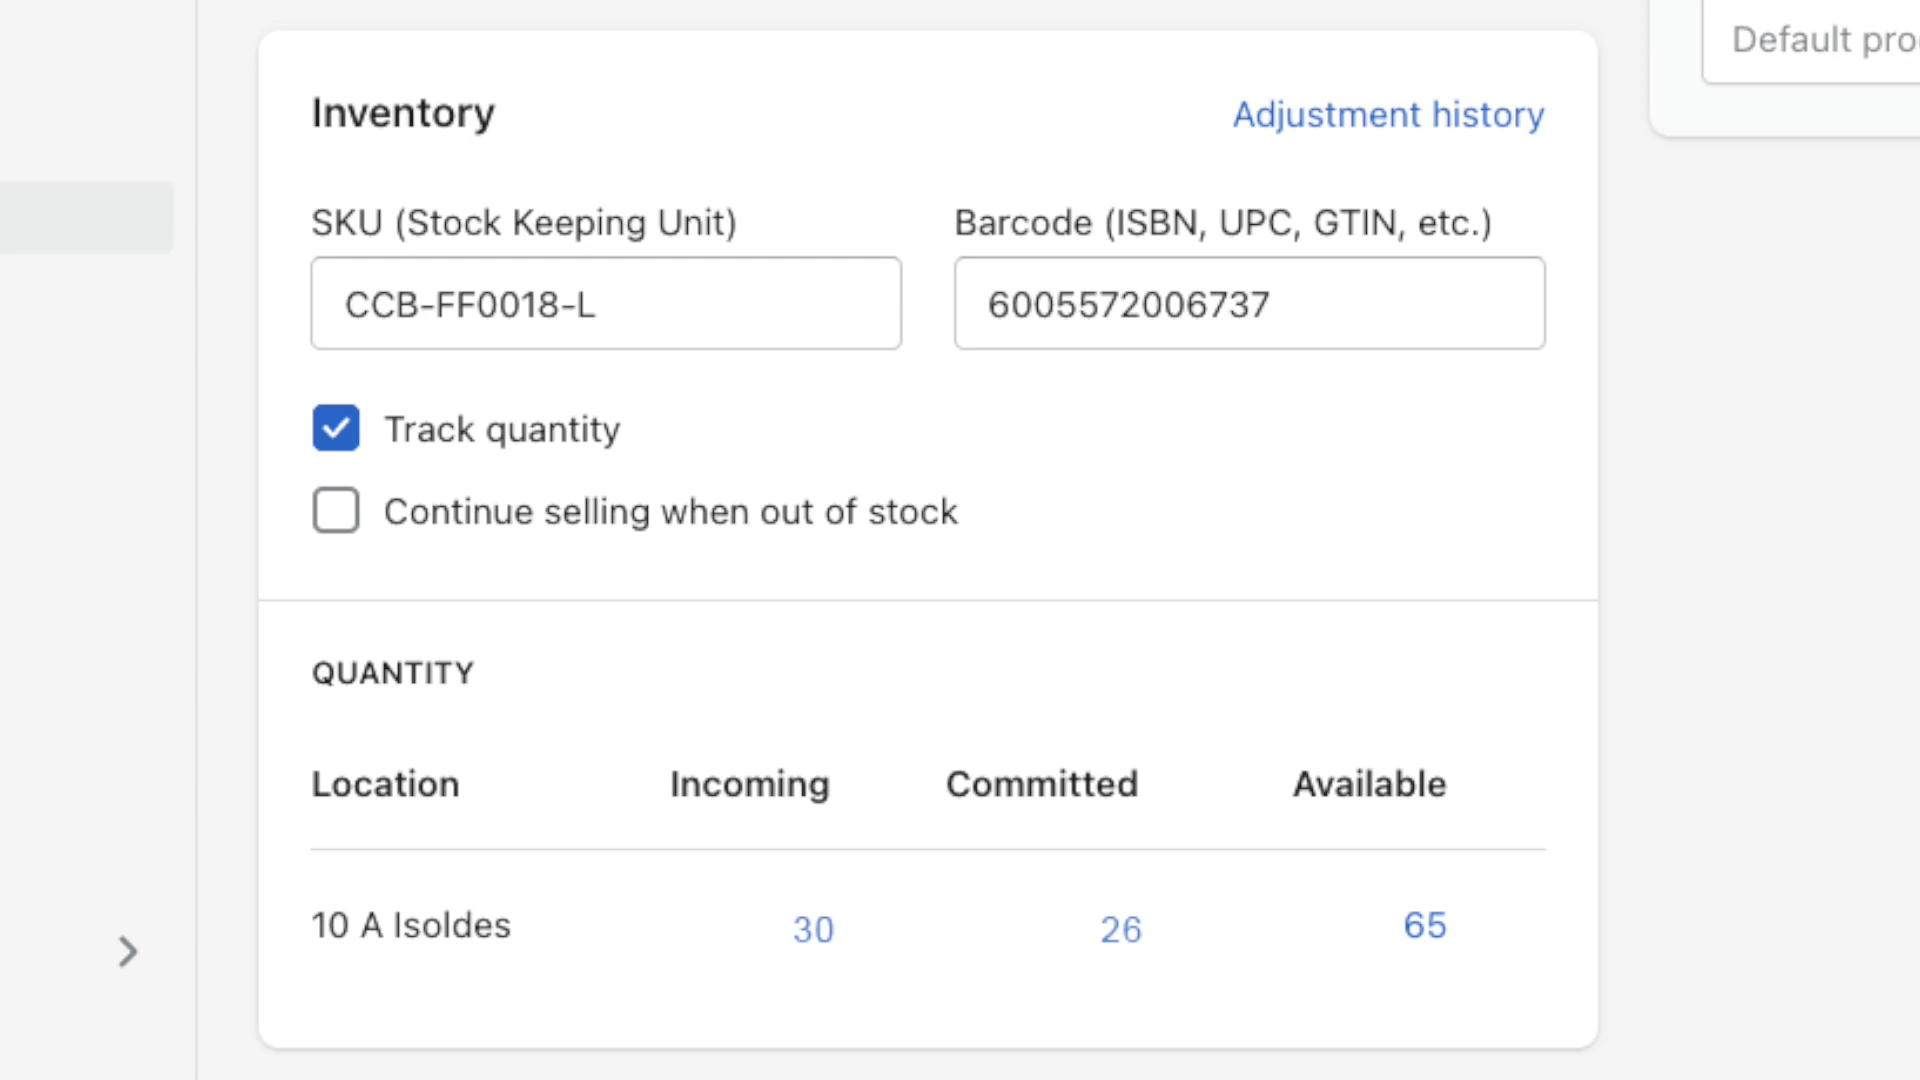 Default pro
Inventory
Adjustment history
SKU (Stock Keeping Unit)
Barcode (ISBN, UPC, GTIN, etc.)
CCB-FF0018-L
6005572006737
Track quantity
Continue selling when out of stock
QUANTITY
Location Incoming Committed Available
10 A Isoldes 30 26 65